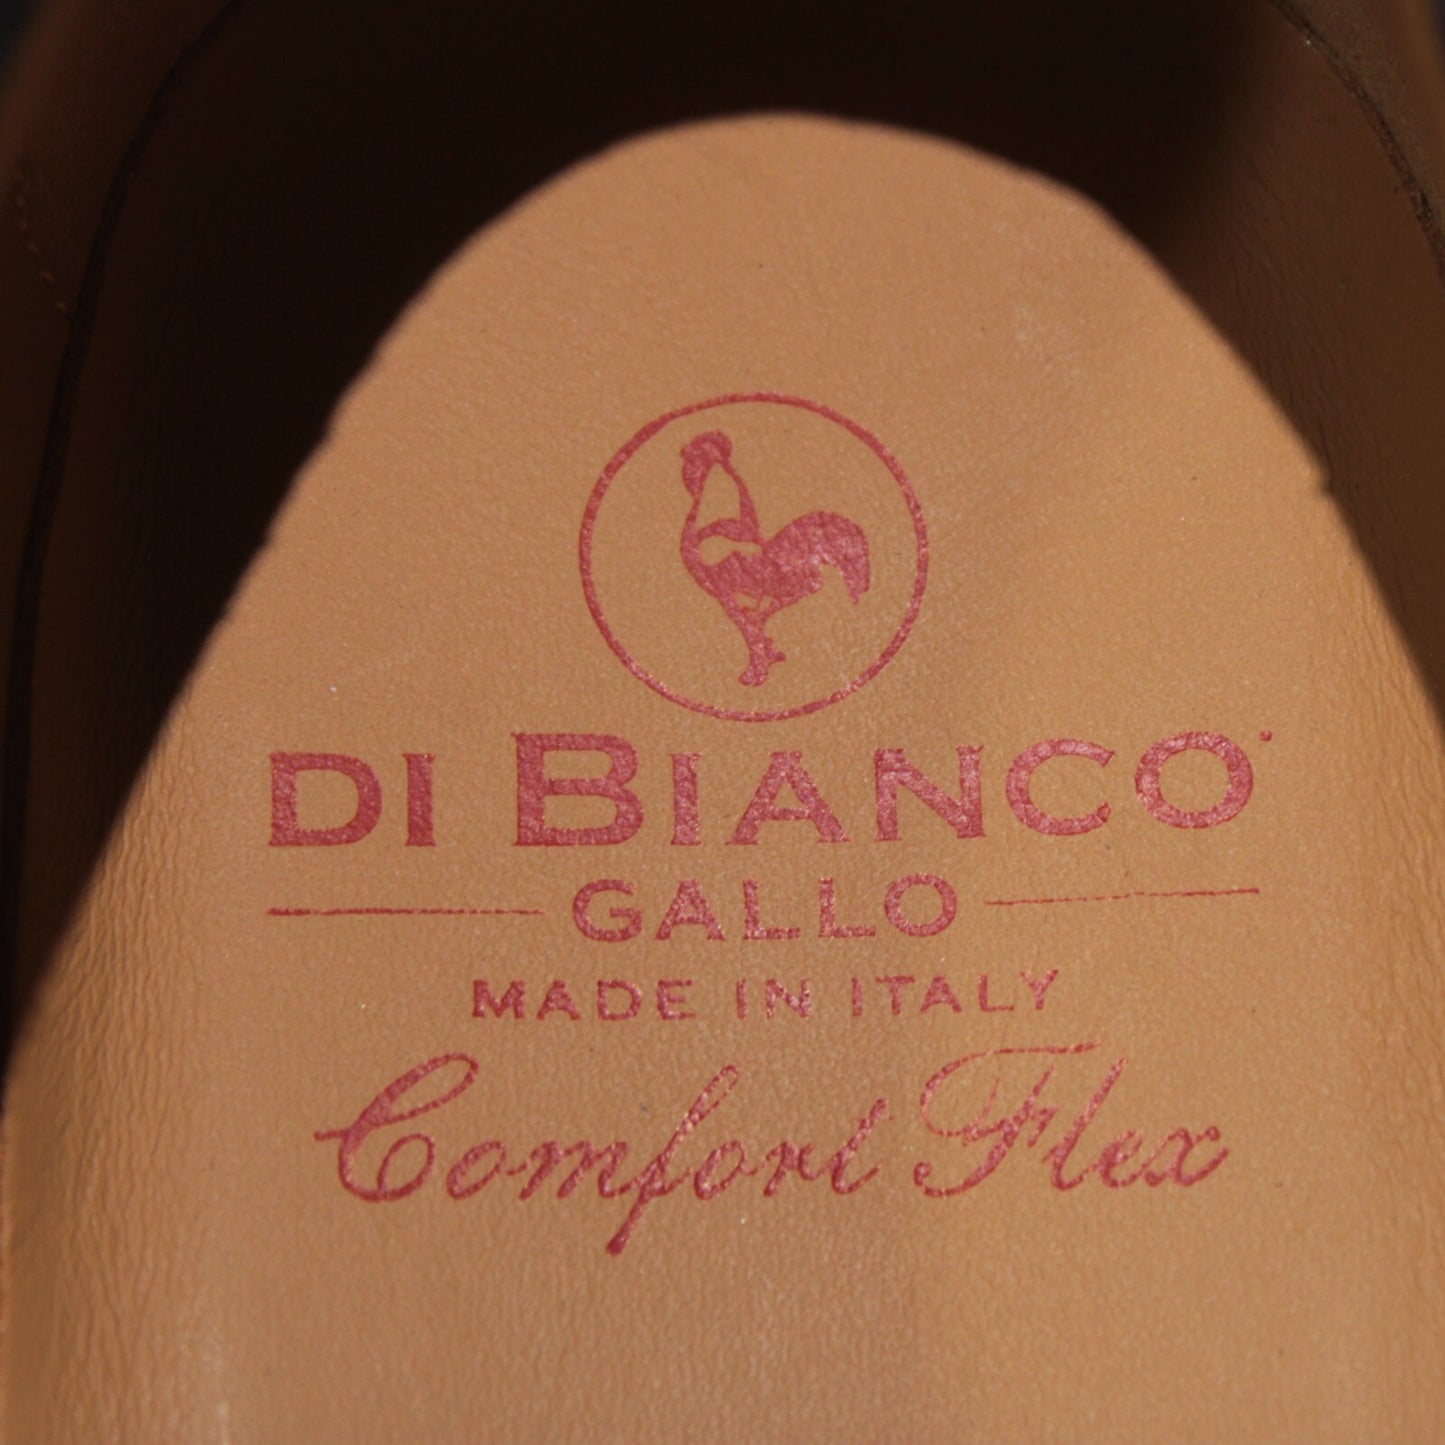 DI BIANCO
GALLO
MADE IN ITALY
Comfort Flex